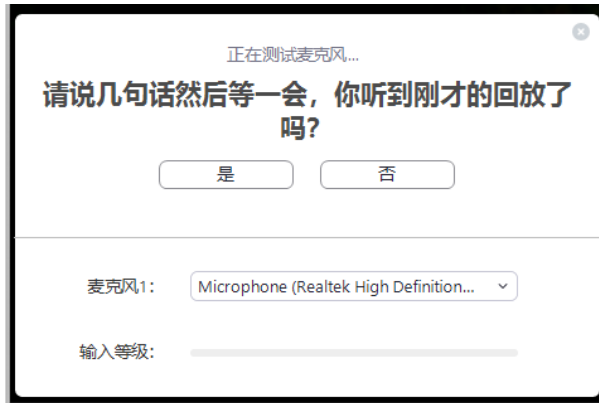 正在测试麦克风...
请说几句话然后等一会，你听到刚才的回放了
吗?
是
否
麦克风1:
Microphone (Realtek High Definition...
输入等级: